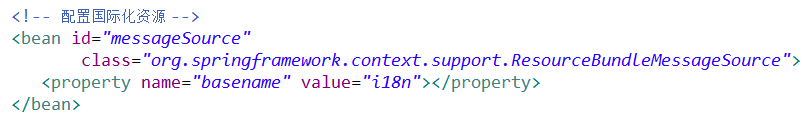 <!-- 配置国际化资源 -->
<bean id="messageSource"
class="org.springframework.context.support.ResourceBundleMessageSource">
<property name="basename" value="i18n"></property>
</bean>